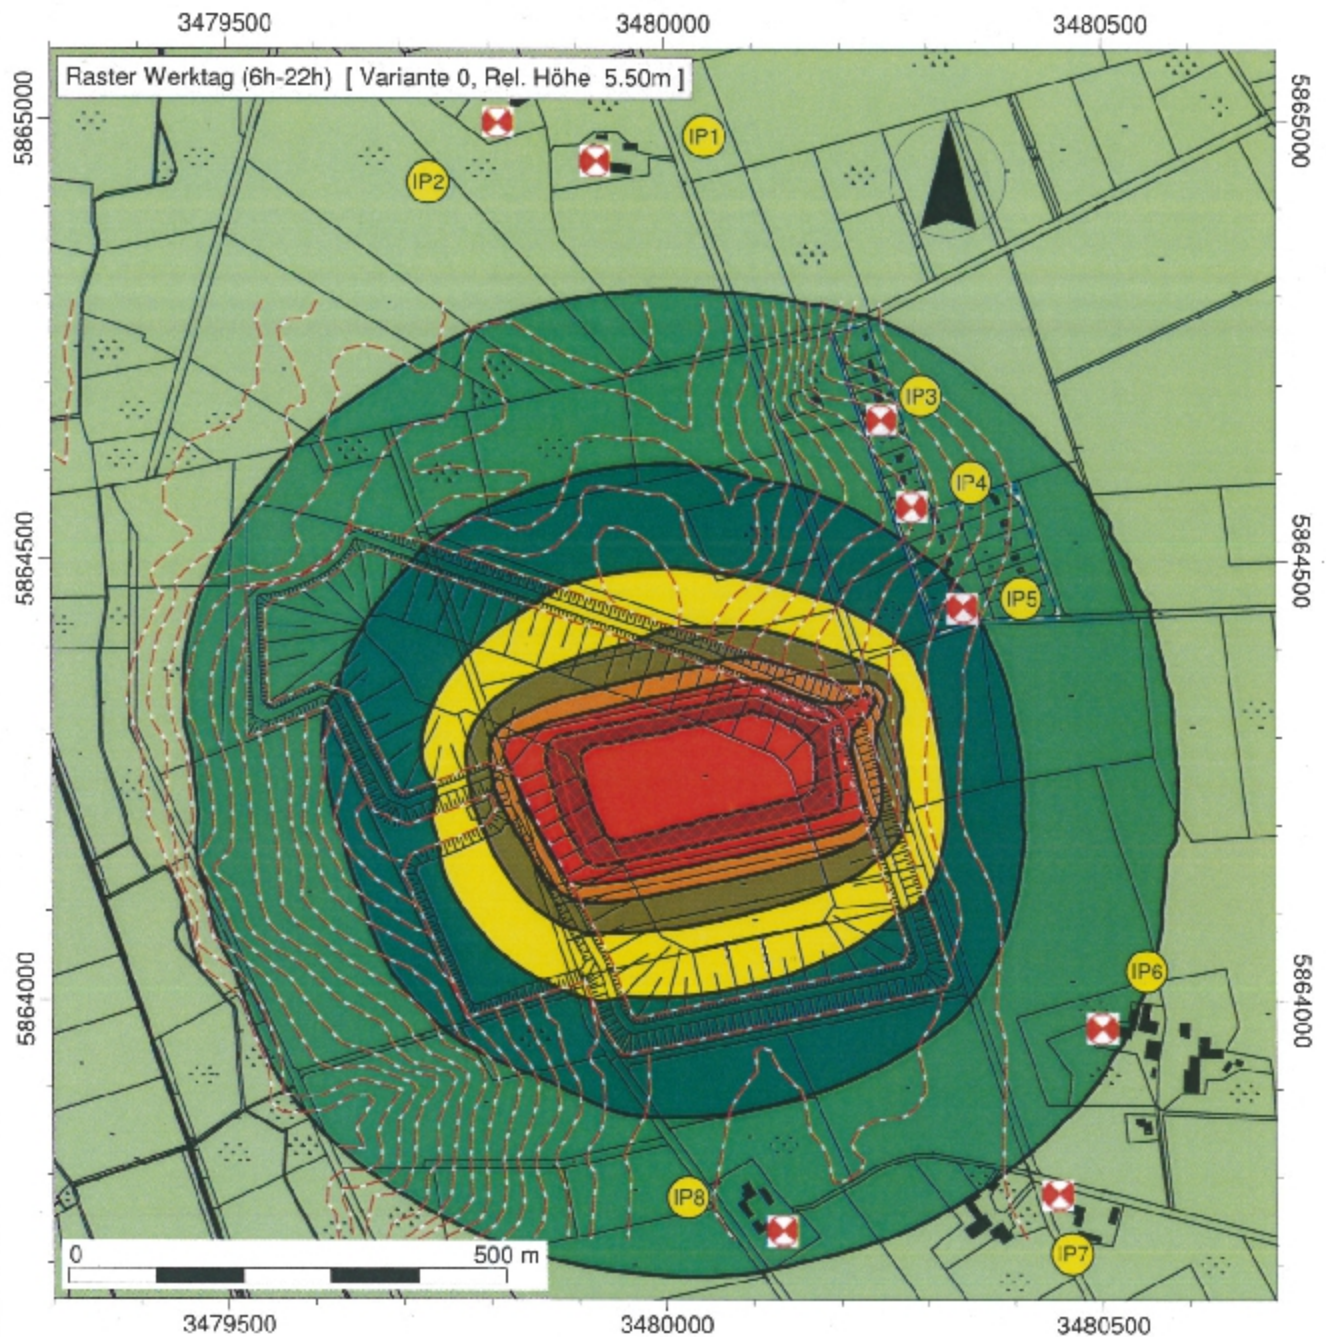 3479500 3480000 3480500
Raster Werktag (6h-22h) [ Variante 0, Rel. Höhe 5.50m ]
5865000 5865000
IP1
IP2
IP3
IP4
5864500 5864500
IP5
IP6
5864000 5864000
IP8
IP7
0 500 m
3479500 3480000 3480500